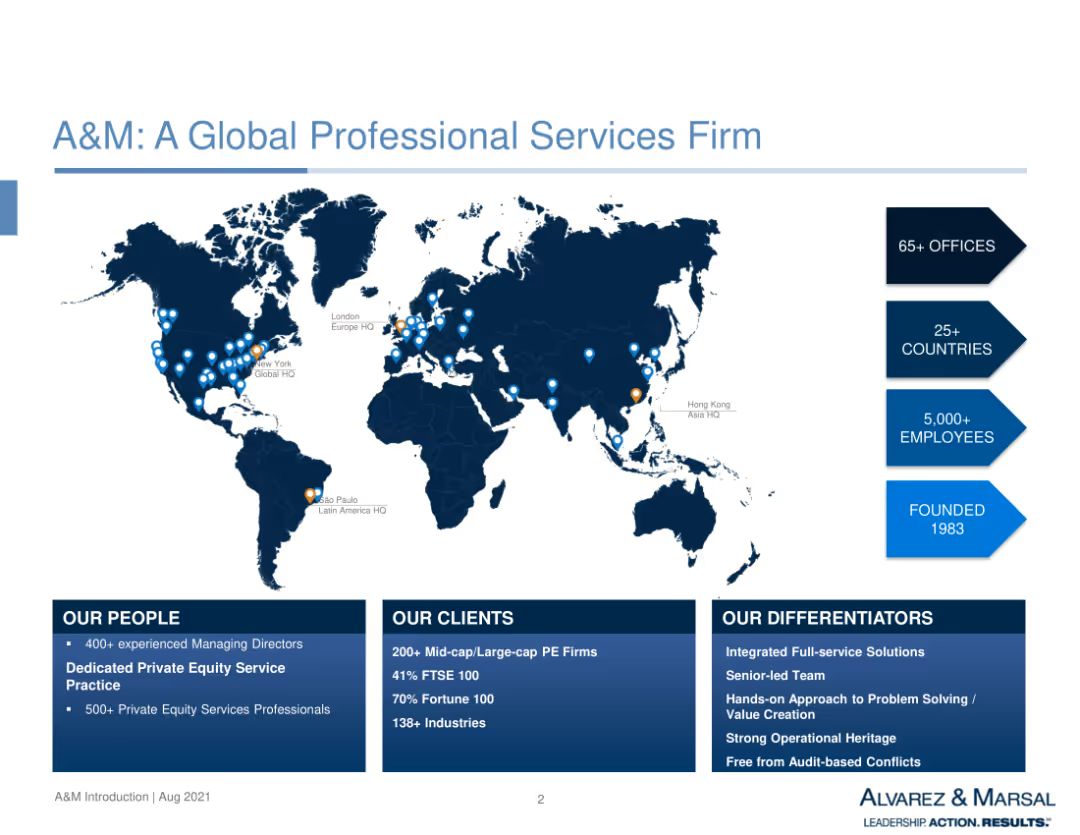 A&M: A Global Professional Services Firm
London
Europe HQ
New York
Global HQ
Hong Kong
Asia HQ
São Paulo
Latin America HQ
65+ OFFICES
25+
COUNTRIES
5,000+
EMPLOYEES
FOUNDED
1983
OUR PEOPLE
▪ 400+ experienced Managing Directors
Dedicated Private Equity Service
Practice
▪ 500+ Private Equity Services Professionals
OUR CLIENTS
200+ Mid-cap/Large-cap PE Firms
41% FTSE 100
70% Fortune 100
138+ Industries
OUR DIFFERENTIATORS
Integrated Full-service Solutions
Senior-led Team
Hands-on Approach to Problem Solving /
Value Creation
Strong Operational Heritage
Free from Audit-based Conflicts
A&M Introduction | Aug 2021
2
ALVAREZ & MARSAL
LEADERSHIP. ACTION. RESULTS.